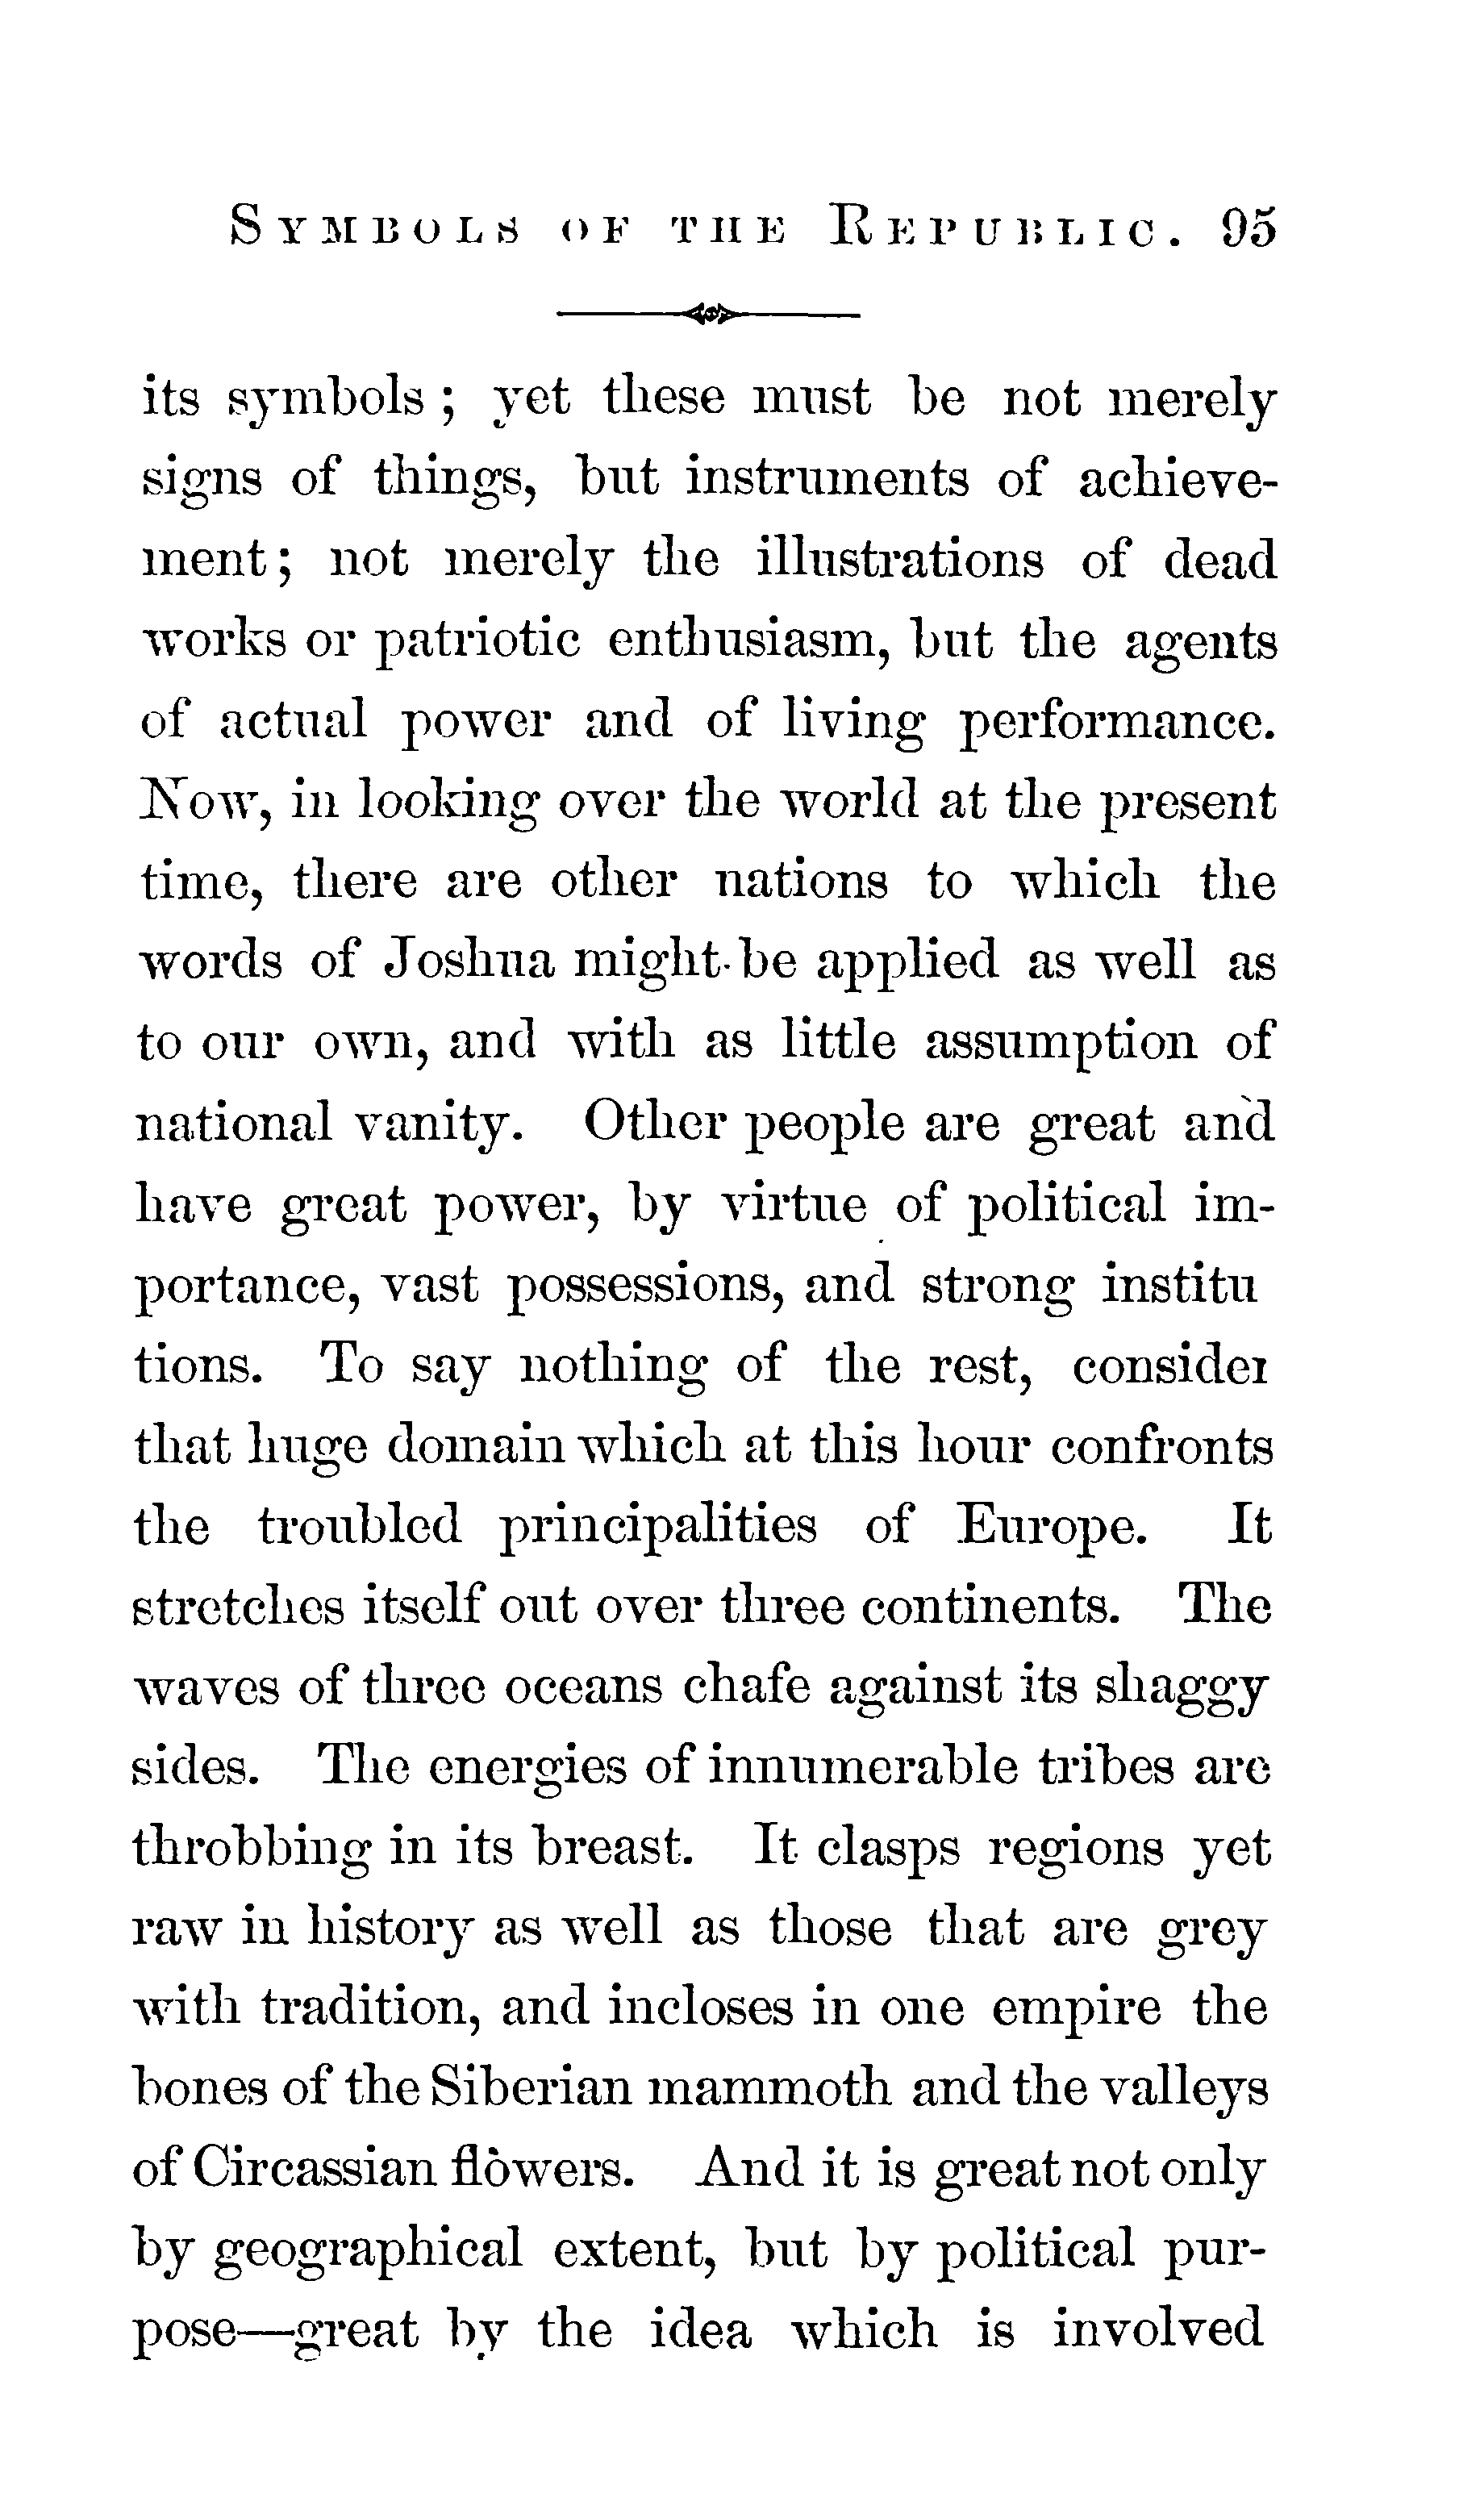 SYMBOLS OF THE REPUBLIC. 95
its symbols ; yet these must be not merely
signs of things, but instruments of achieve-
ment; not merely the illustrations of dead
works or patriotic enthusiasm, but the agents
of actual power and of living performance.
Now, in looking over the world at the present
time, there are other nations to which the
words of Joshua might be applied as well as
to our own, and with as little assumption of
national vanity. Other people are great and
have great power, by virtue of political im-
portance, vast possessions, and strong institu
tions. To say nothing of the rest, consider
that huge domain which at this hour confronts
the troubled principalities of Europe. It
stretches itself out over three continents. The
waves of three oceans chafe against its shaggy
sides. The energies of innumerable tribes are
throbbing in its breast. It clasps regions yet
raw in history as well as those that are grey
with tradition, and incloses in one empire the
bones of the Siberian mammoth and the valleys
of Circassian flowers. And it is great not only
by geographical extent, but by political pur-
pose—great by the idea which is involved